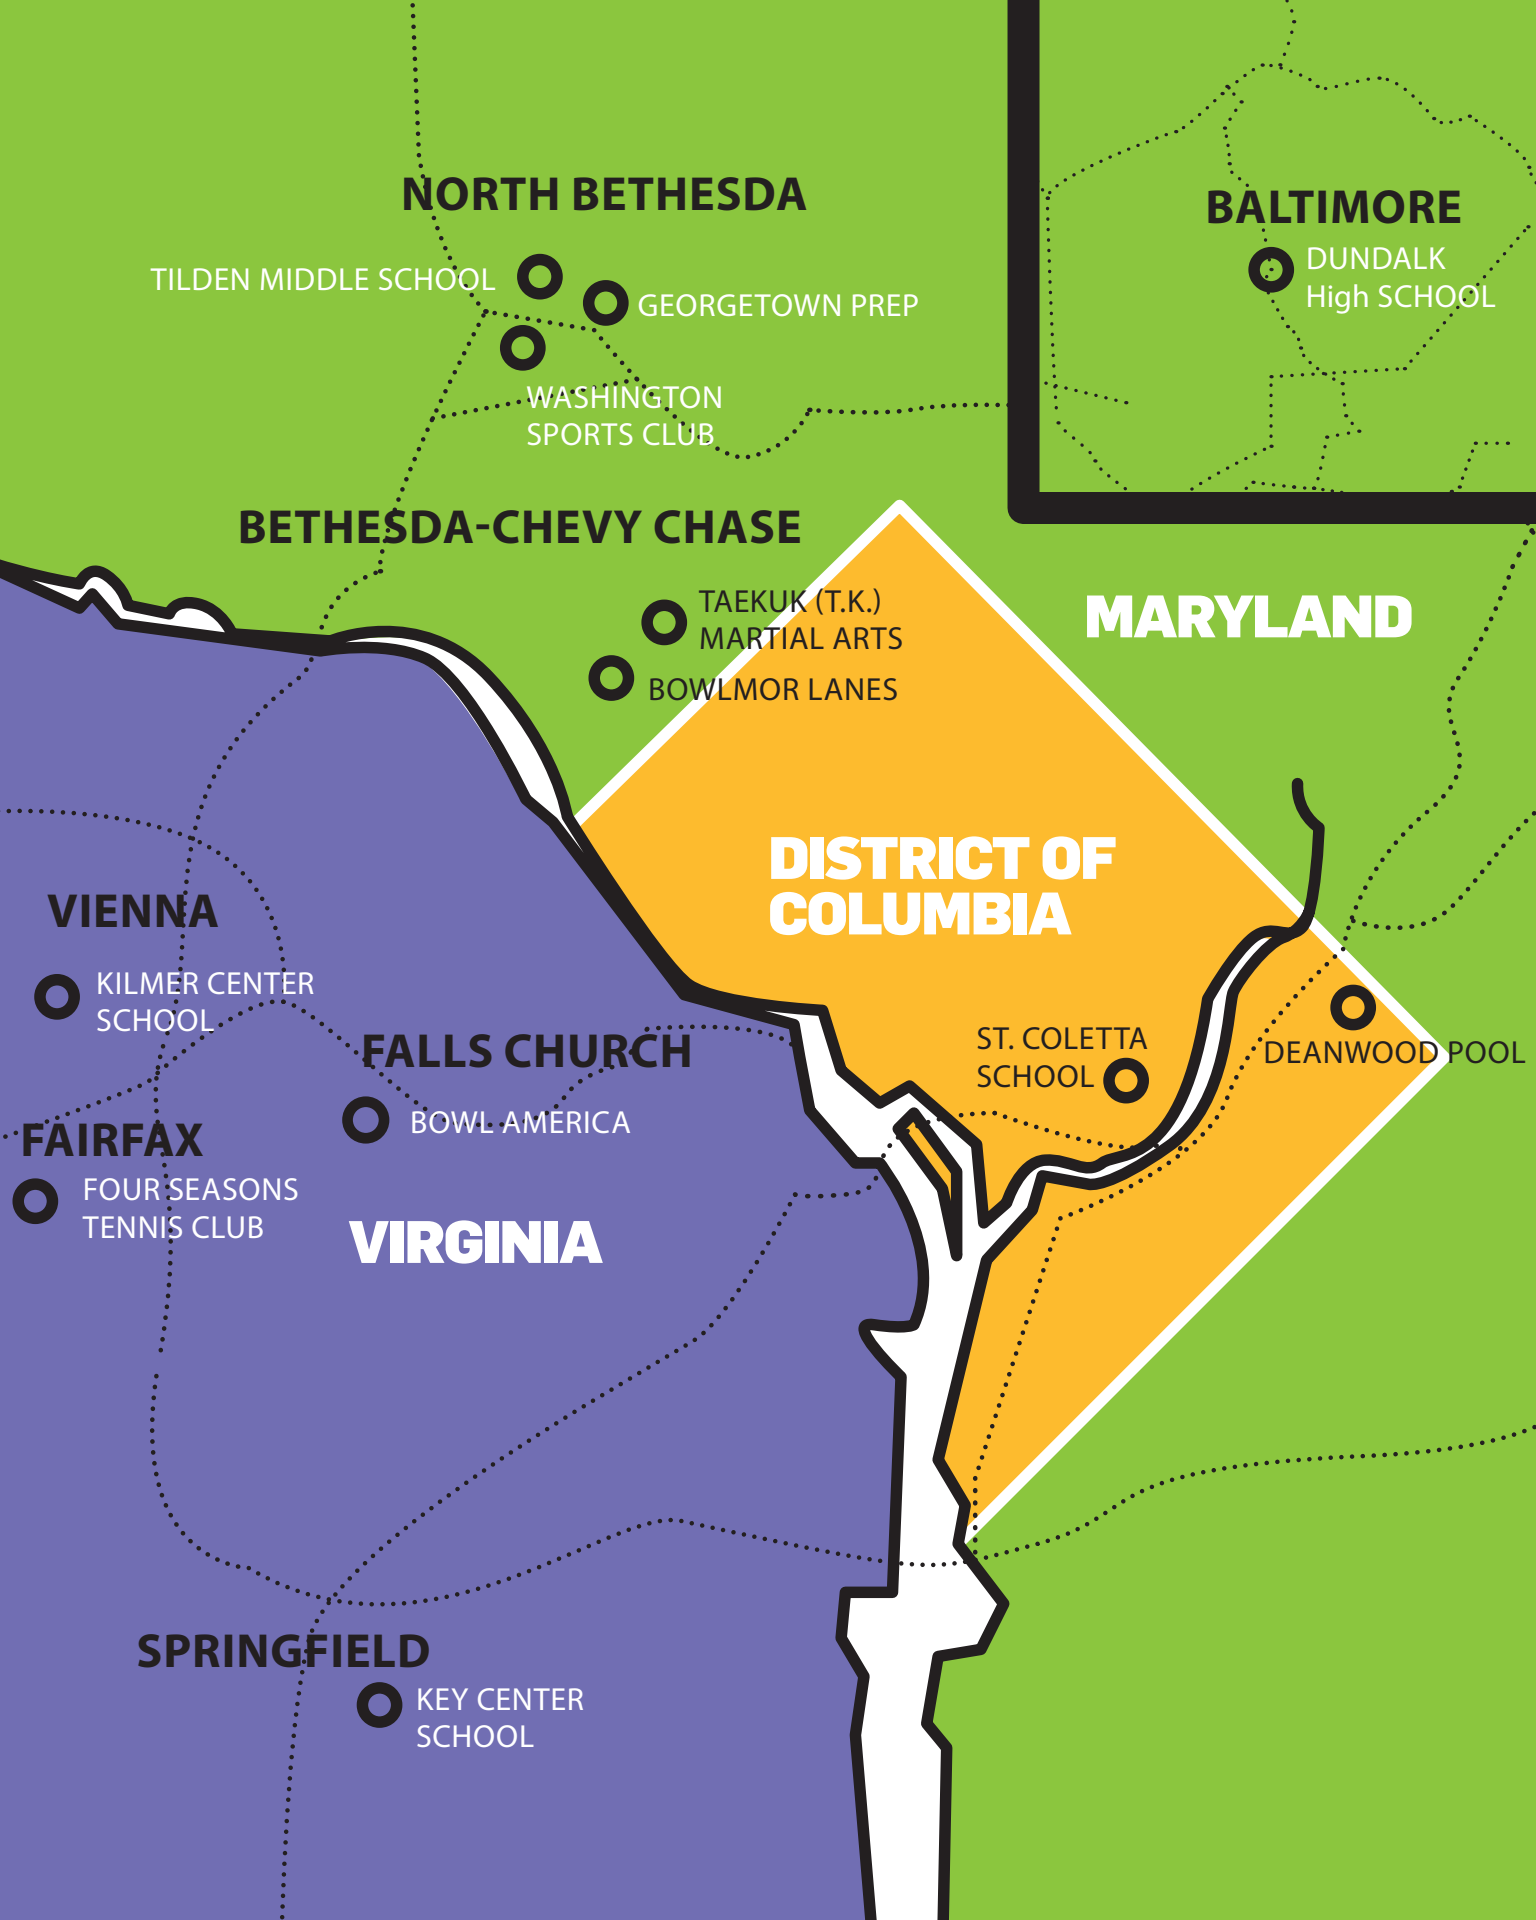 NORTH BETHESDA
TILDEN MIDDLE SCHOOL
GEORGETOWN PREP
WASHINGTON
SPORTS CLUB
BALTIMORE
DUNDALK
High SCHOOL
BETHESDA-CHEVY CHASE
TAEKUK (T.K.)
MARTIAL ARTS
BOWLMOR LANES
MARYLAND
DISTRICT OF
COLUMBIA
VIENNA
KILMER CENTER
SCHOOL
FALLS CHURCH
BOWL AMERICA
ST. COLETTA
SCHOOL
DEANWOOD POOL
FAIRFAX
FOUR SEASONS
TENNIS CLUB
VIRGINIA
SPRINGFIELD
KEY CENTER
SCHOOL